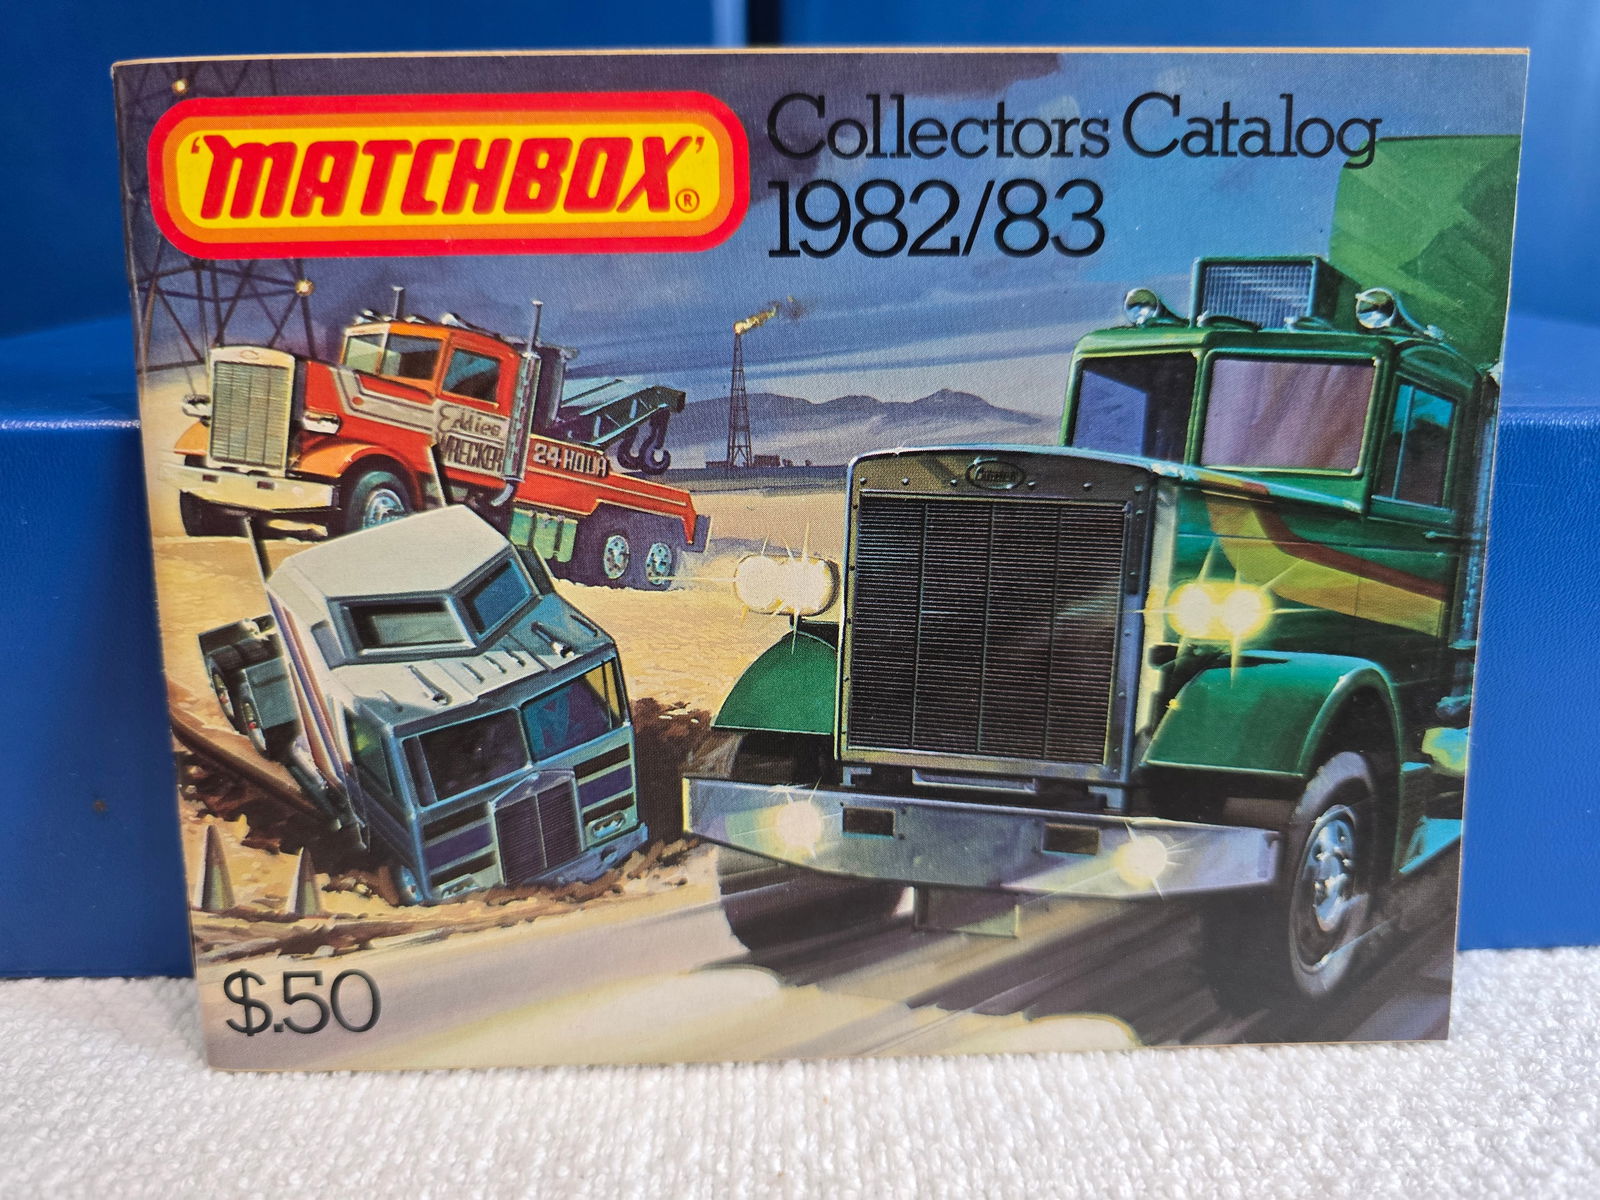 'MATCHBOX'®
Collectors Catalog
1982/83
Eddies
WRECKER
24 HOUR
$.50